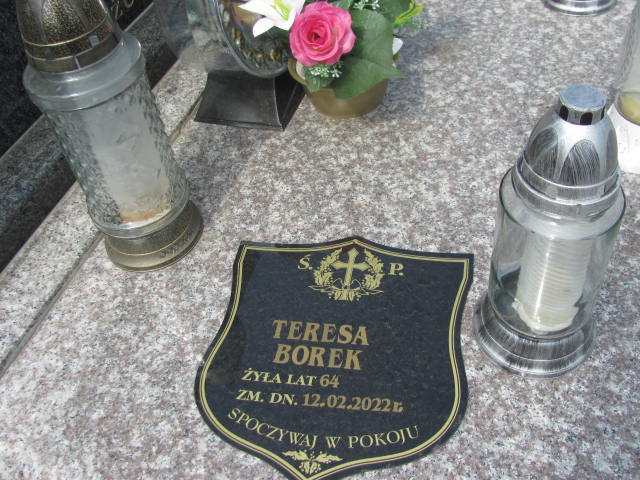 Ś. P.
TERESA
BOREK
ŻYŁA LAT 64
ZM. DN. 12.02.2022 r.
SPOCZYWAJ W POKOJU